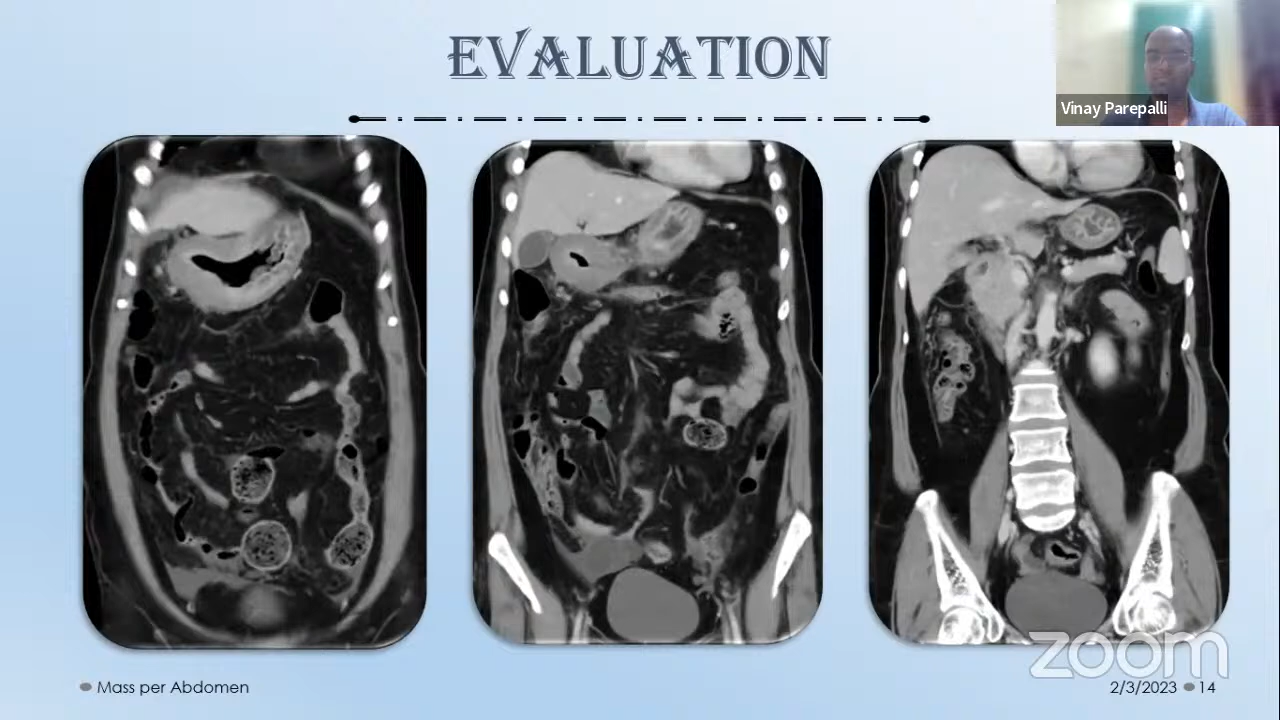 EVALUATION
Vinay Parepalli
zoom
Mass per Abdomen
2/3/2023
14